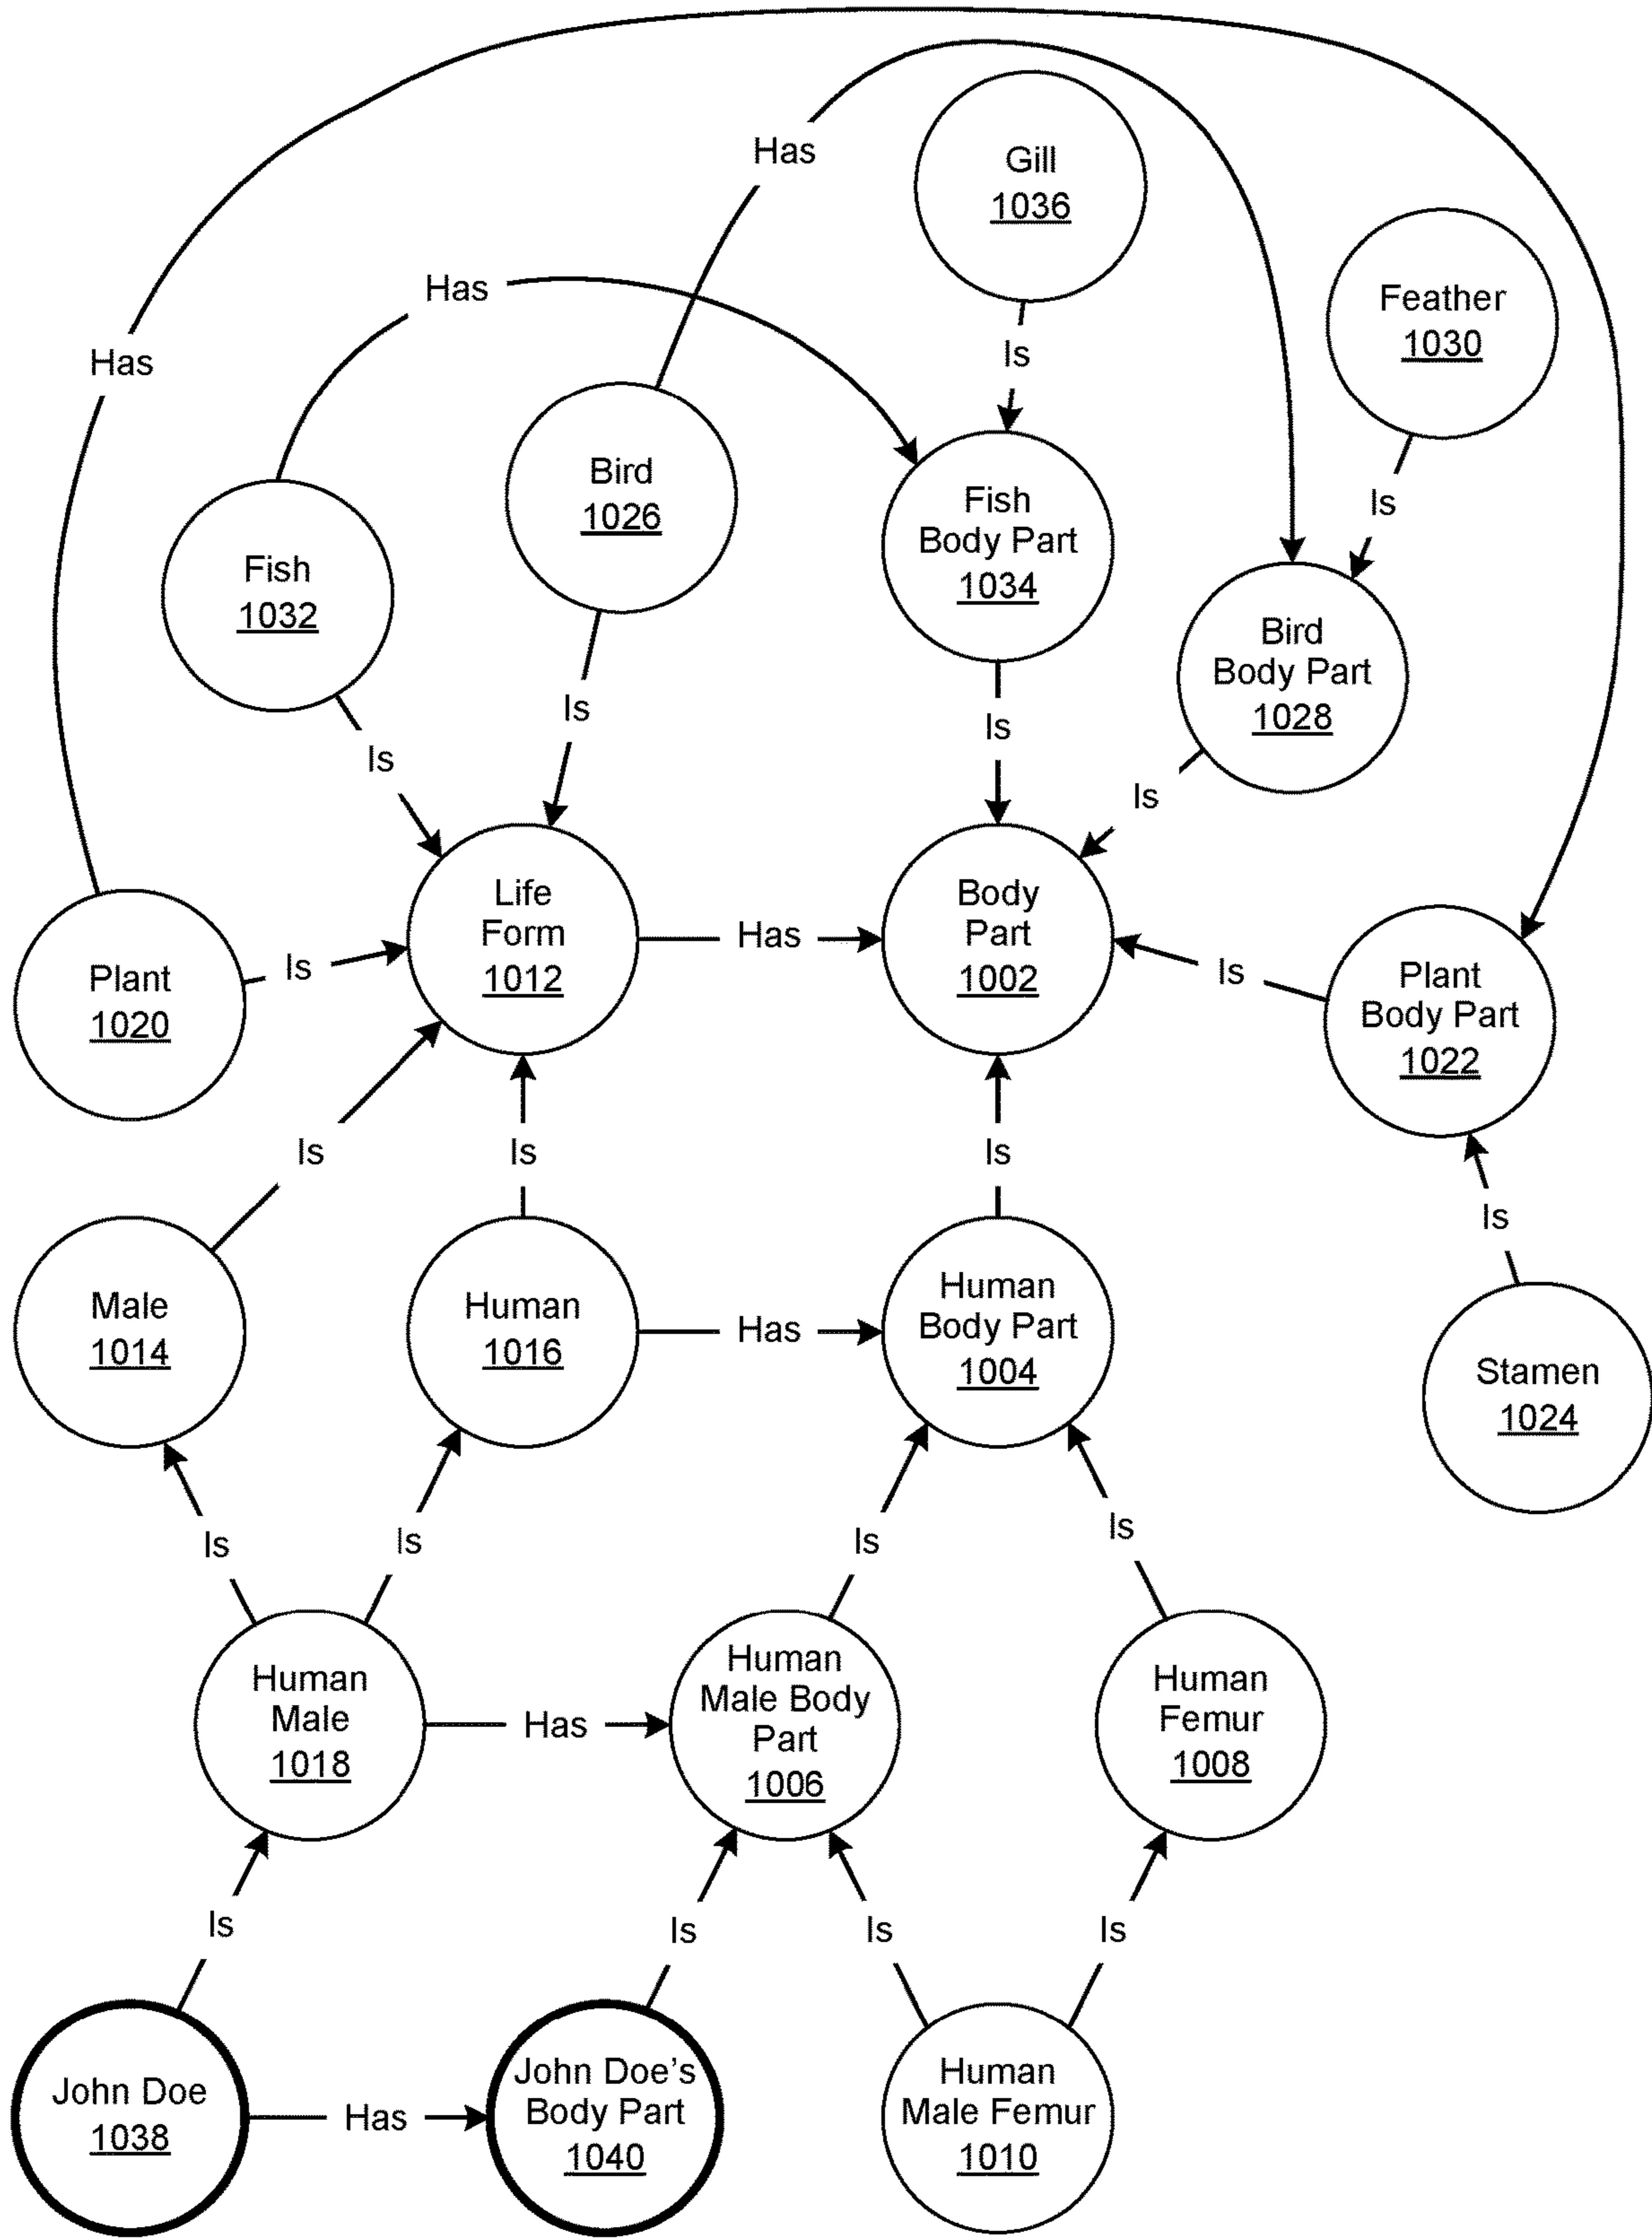 Has
Gill
1036
Has
Feather
1030
Is
Has
Bird
1026
Fish
Body Part
1034
Is
Fish
1032
Bird
Body Part
1028
Is
Is
Is
Is
Life
Form
1012
Has
Body
Part
1002
Plant
1020
Is
Is
Plant
Body Part
1022
Is
Is
Is
Is
Male
1014
Human
1016
Has
Human
Body Part
1004
Stamen
1024
Is
Is
Is
Is
Human
Male
1018
Has
Human
Male Body
Part
1006
Human
Femur
1008
Is
Is
Is
Is
John Doe
1038
Has
John Doe's
Body Part
1040
Human
Male Femur
1010